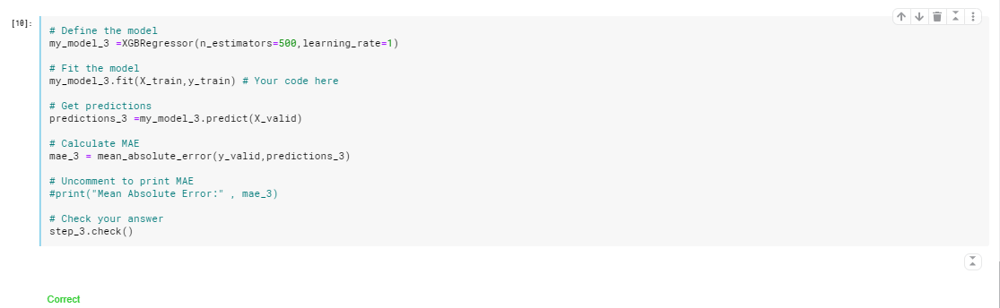 [10]:
# Define the model
my_model_3 =XGBRegressor(n_estimators=500,learning_rate=1)
# Fit the model
my_model_3.fit(X_train,y_train) # Your code here
# Get predictions
predictions_3 =my_model_3.predict(X_valid)
# Calculate MAE
mae_3 = mean_absolute_error(y_valid,predictions_3)
# Uncomment to print MAE
#print("Mean Absolute Error:" , mae_3)
# Check your answer
step_3.check()
Correct